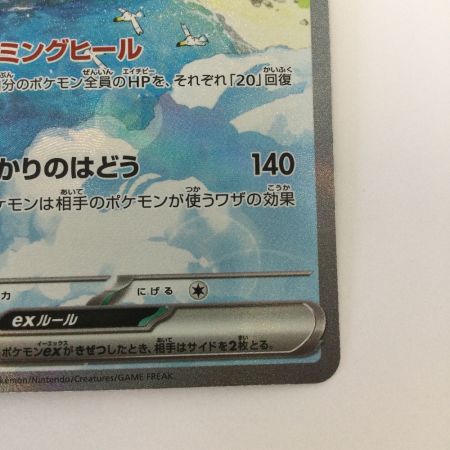 ミングヒール
分のポケモン全員のHPを、それぞれ「20」回復
かりのはどう 140
ケモンは相手のポケモンが使うワザの効果
力 にげる
exルール
ポケモンexがきぜつしたとき、相手はサイドを2枚とる。
okémon/Nintendo/Creatures/GAME FREAK